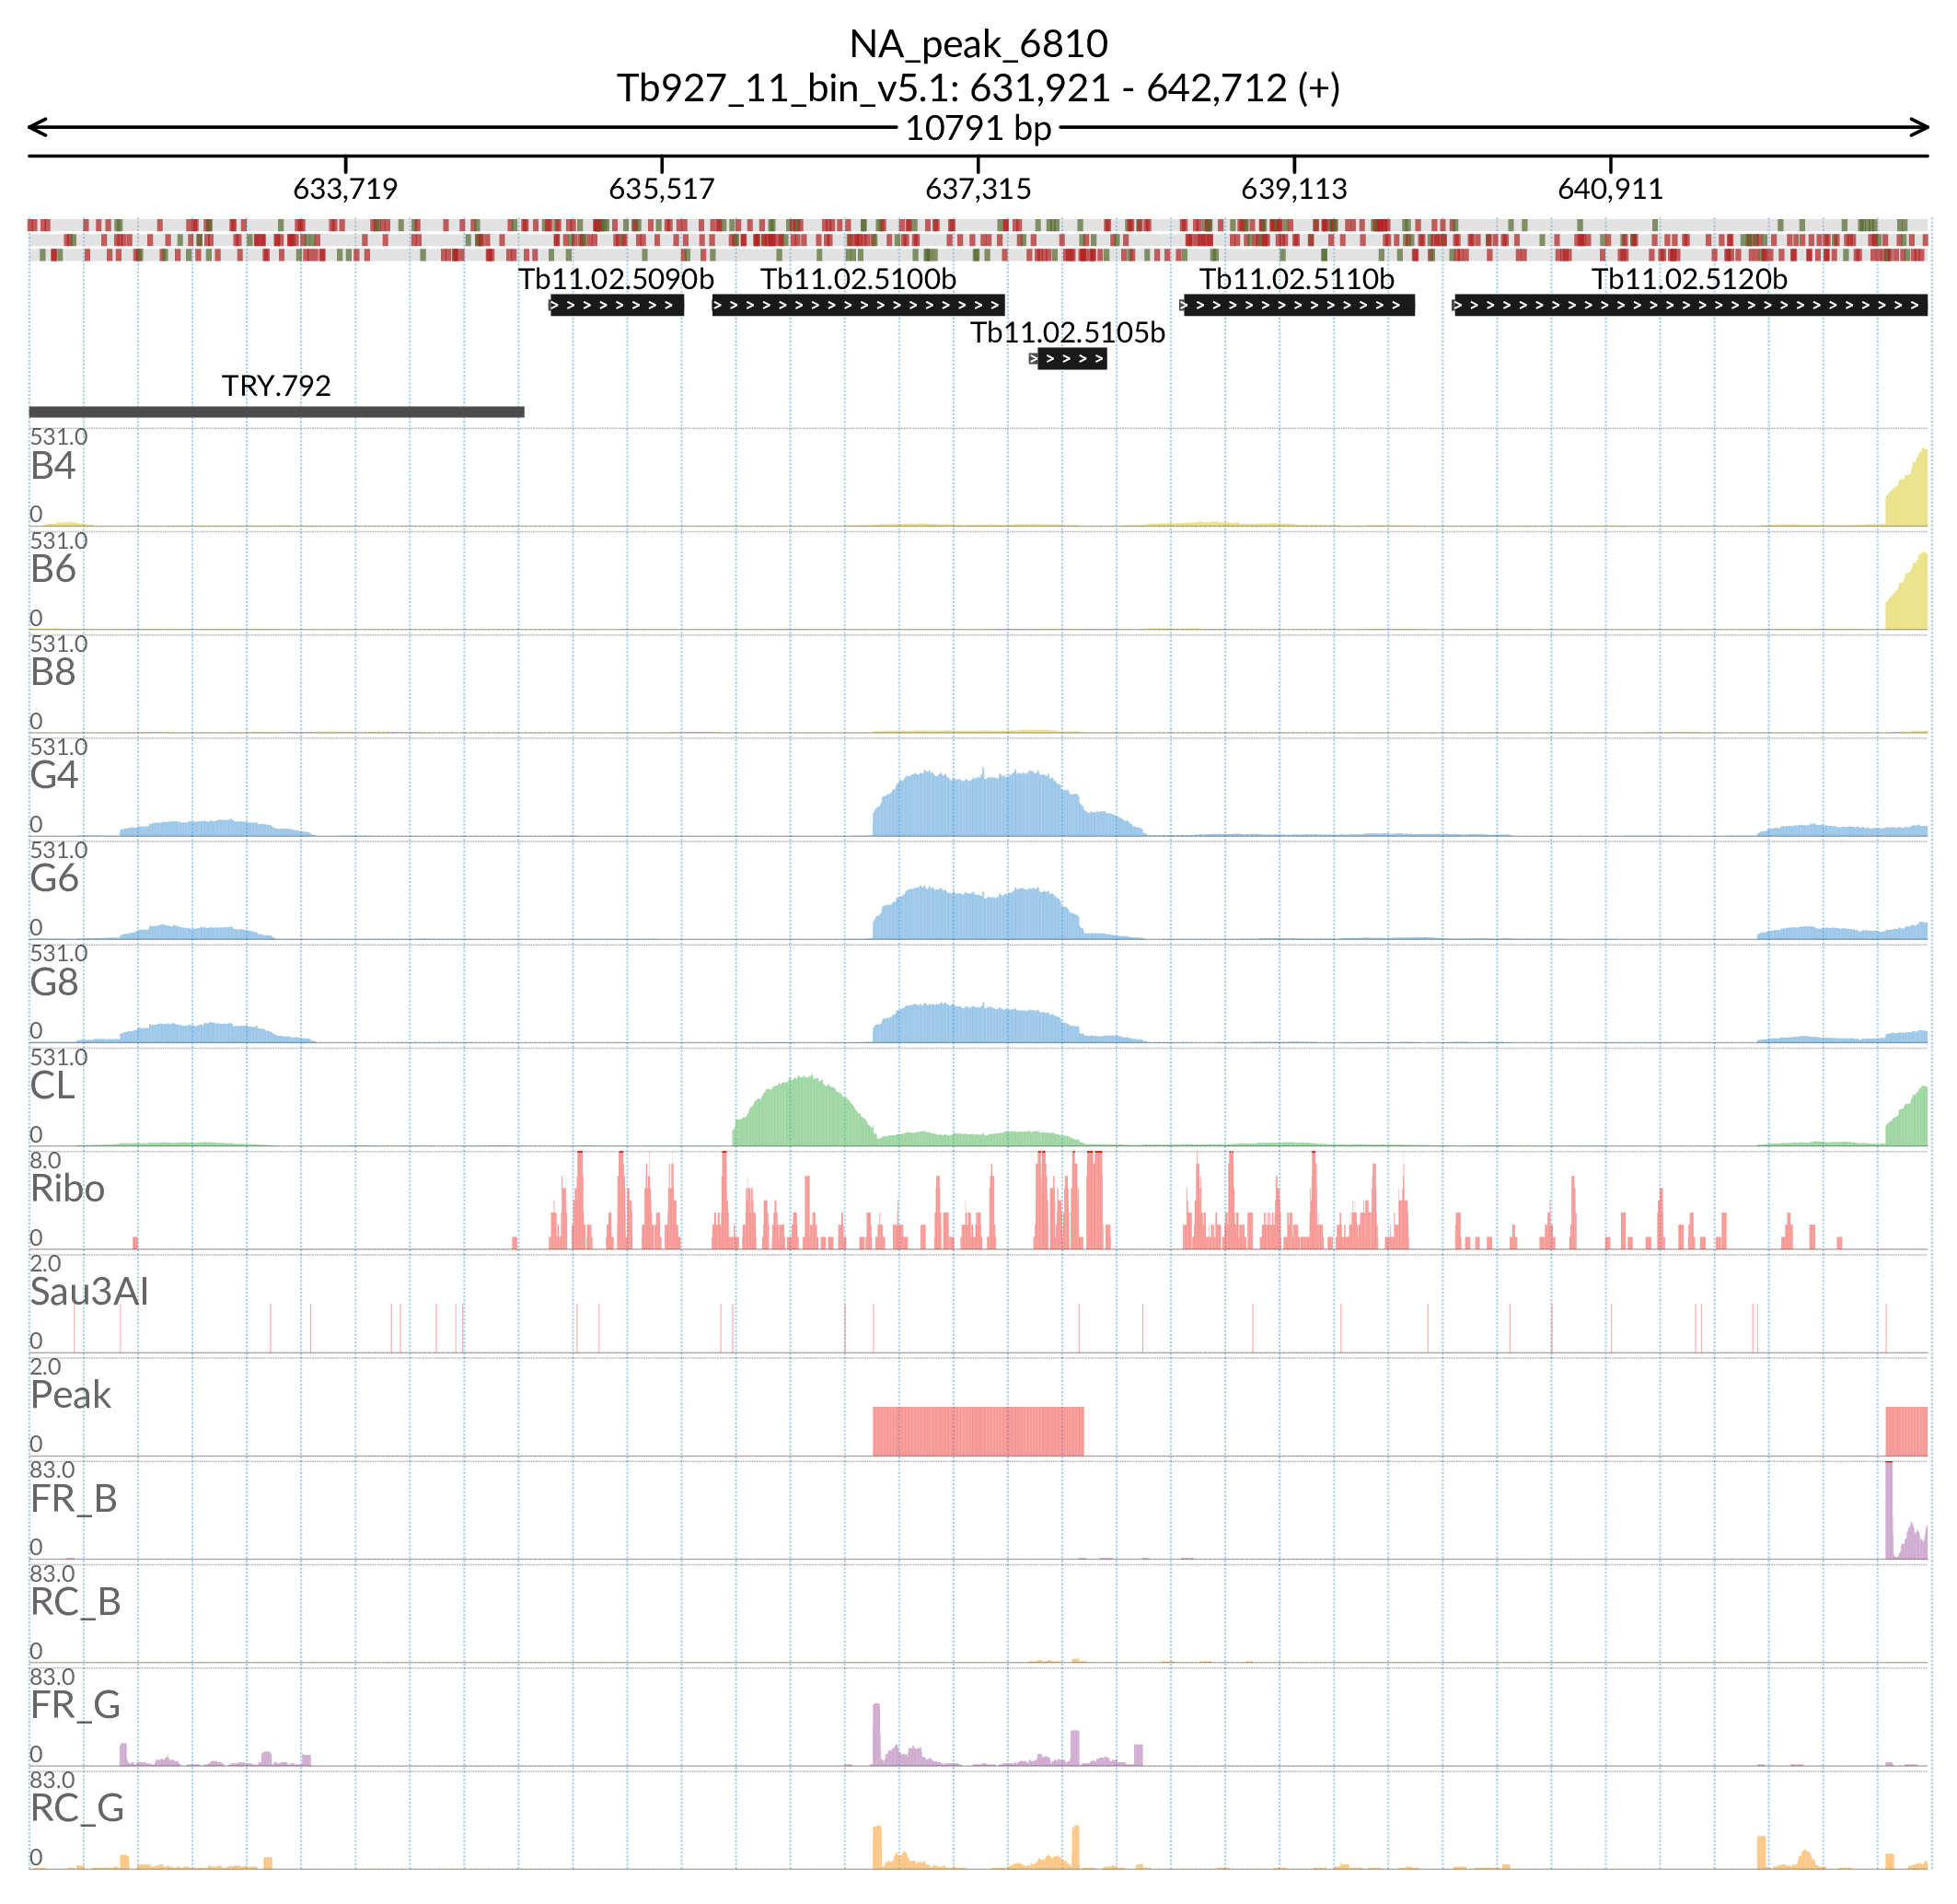 NA_peak_6810
Tb927_11_bin_v5.1: 631,921 - 642,712 (+)
10791 bp
633,719 635,517 637,315 639,113 640,911
Tb11.02.5090b Tb11.02.5100b Tb11.02.5110b Tb11.02.5120b
Tb11.02.5105b
TRY.792
531.0
B4
0
531.0
B6
0
531.0
B8
0
531.0
G4
0
531.0
G6
0
531.0
G8
0
531.0
CL
0
8.0
Ribo
0
2.0
Sau3AI
0
2.0
Peak
0
83.0
FR_B
0
83.0
RC_B
0
83.0
FR_G
0
83.0
RC_G
0